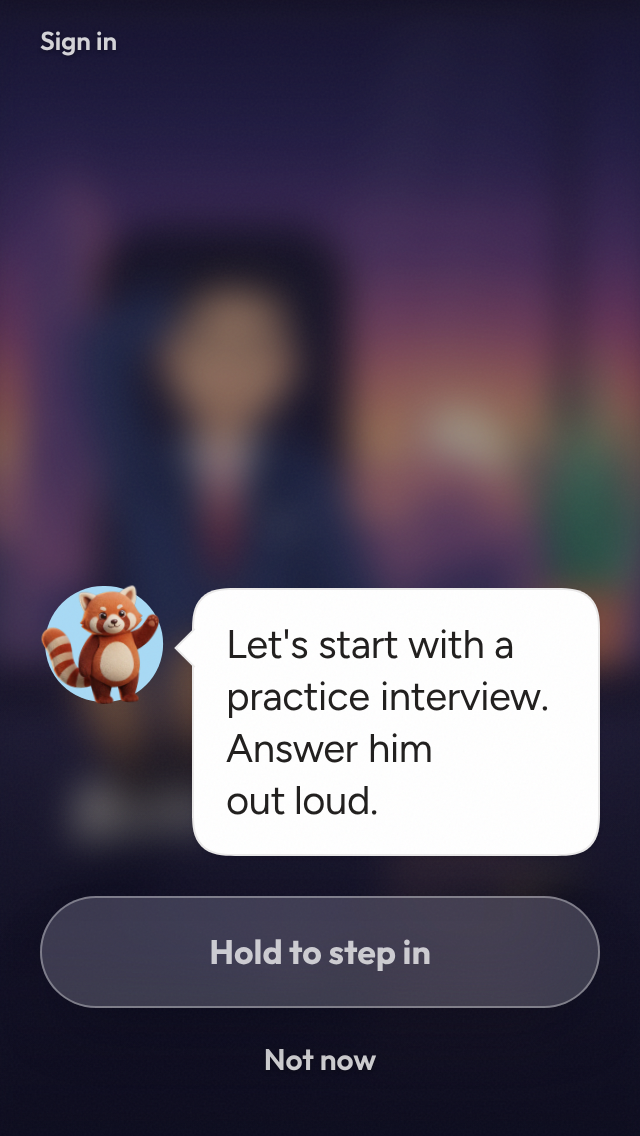 Sign in
Let's start with a
practice interview.
Answer him
out loud.
Hold to step in
Not now